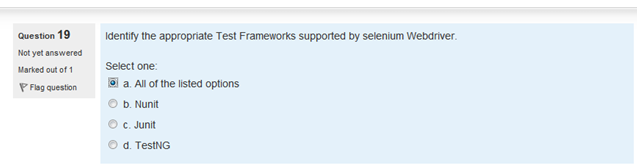 Question 19
Not yet answered
Marked out of 1
Flag question
Identify the appropriate Test Frameworks supported by selenium Webdriver.
Select one:
a. All of the listed options
b. Nunit
c. Junit
d. TestNG